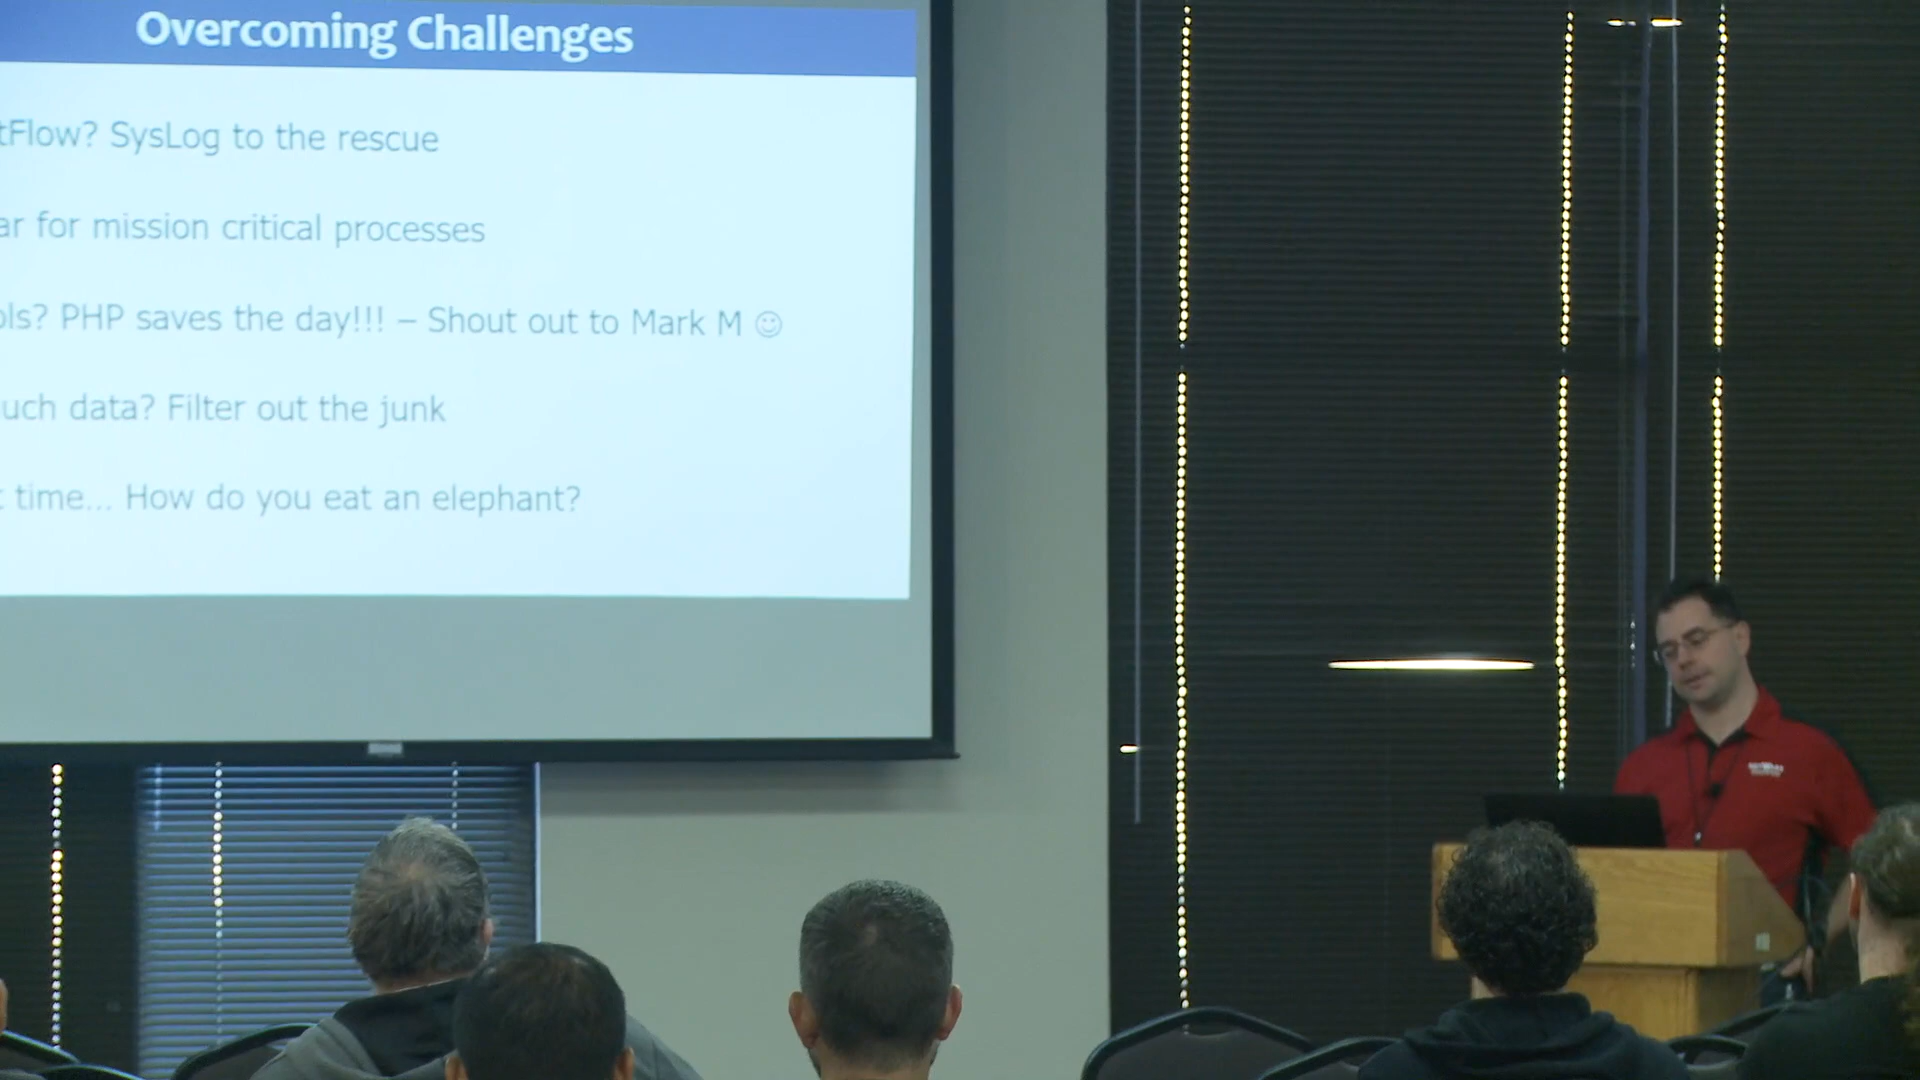 Overcoming Challenges
tFlow? SysLog to the rescue
ar for mission critical processes
ols? PHP saves the day!!! – Shout out to Mark M ☺
uch data? Filter out the junk
t time... How do you eat an elephant?